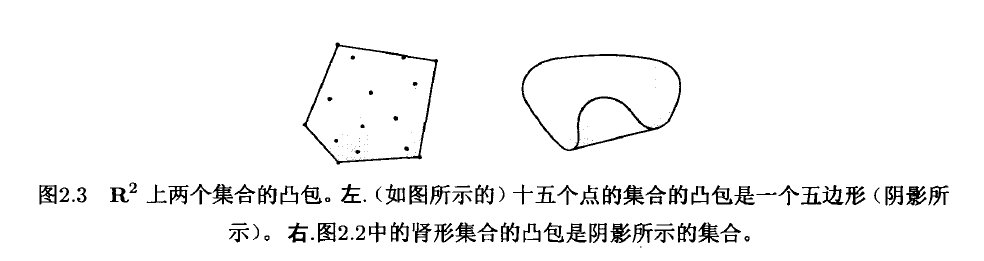 图2.3 R² 上两个集合的凸包。左.(如图所示的)十五个点的集合的凸包是一个五边形(阴影所
示)。右.图2.2中的肾形集合的凸包是阴影所示的集合。